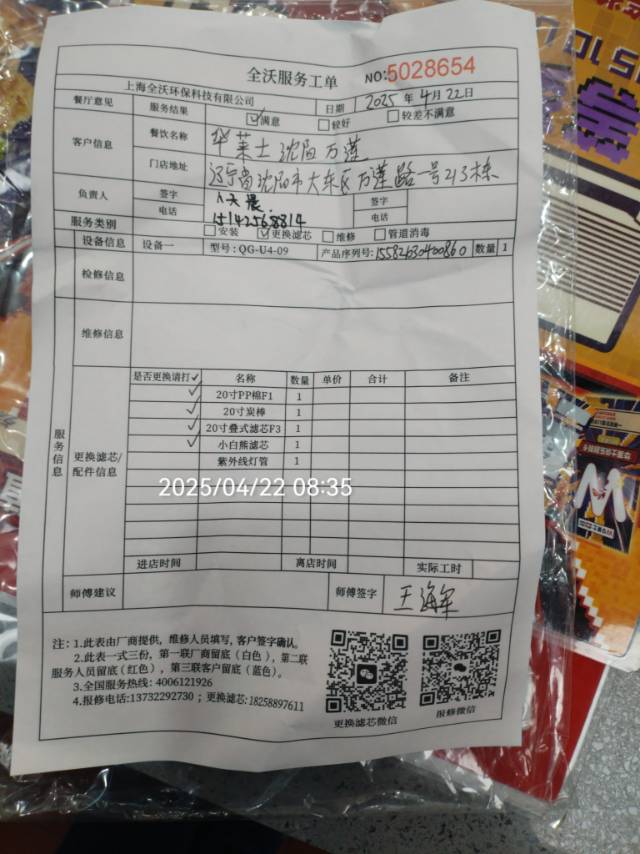 全沃服务工单 NO:5028654
上海全沃环保科技有限公司 日期 2025年4月22日
餐厅意见 服务结果 ☑满意 □较好 □较差不满意
客户信息 餐饮名称 华莱士沈阳万莲
门店地址 辽宁省沈阳市大东区万莲路一号213栋
负责人 签字 签字
电话 15142568814 电话
服务类别 □安装 ☑更换滤芯 □维修 □管道消毒
设备信息 设备一 型号:QG-U4-09 产品序列号: 数量 1
检修信息
维修信息
服务信息
更换滤芯/配件信息
是否更换请打✓ 名称 数量 单价 合计 备注
✓ 20寸PP棉F1 1
✓ 20寸炭棒 1
✓ 20寸叠式滤芯F3 1
✓ 小白熊滤芯 1
紫外线灯管 1
2025/04/22 08:35
进店时间 离店时间 实际工时
师傅建议 师傅签字 王海军
注:1.此表由厂商提供，维修人员填写,客户签字确认。
2.此表一式三份，第一联厂商留底（白色），第二联
服务人员留底（红色），第三联客户留底（蓝色）。
3.全国服务热线: 4006121926
4.报修电话:13732292730；更换滤芯:18258897611
更换滤芯微信 报修微信